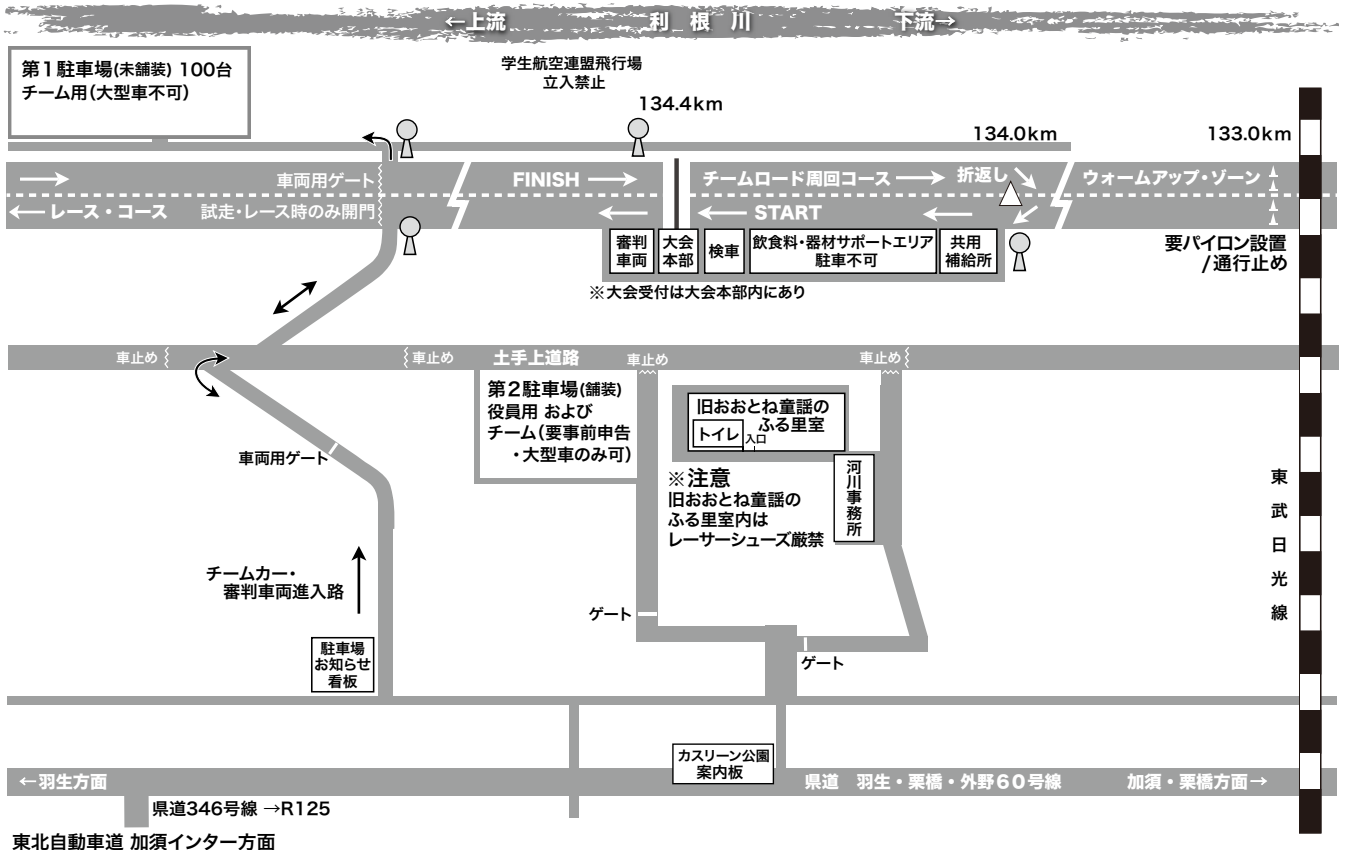 ←上流 利根川 下流→
第1駐車場(未舗装) 100台
チーム用(大型車不可)
学生航空連盟飛行場
立入禁止
134.4km
134.0km
133.0km
車両用ゲート
FINISH
チームロード周回コース
折返し
ウォームアップ・ゾーン
レース・コース
試走・レース時のみ開門
START
審判
車両
大会
本部
検車
飲食料・器材サポートエリア
駐車不可
共用
補給所
要パイロン設置
/通行止め
※大会受付は大会本部内にあり
車止め
車止め
土手上道路
車止め
車止め
第2駐車場(舗装)
役員用 および
チーム(要事前申告
・大型車のみ可)
旧おおとね童謡の
ふる里室
トイレ
入口
車両用ゲート
※注意
旧おおとね童謡の
ふる里室内は
レーサーシューズ厳禁
河川事務所
東武日光線
チームカー・
審判車両進入路
ゲート
駐車場
お知らせ
看板
ゲート
カスリーン公園
案内板
←羽生方面
県道 羽生・栗橋・外野60号線
加須・栗橋方面→
県道346号線 →R125
東北自動車道 加須インター方面